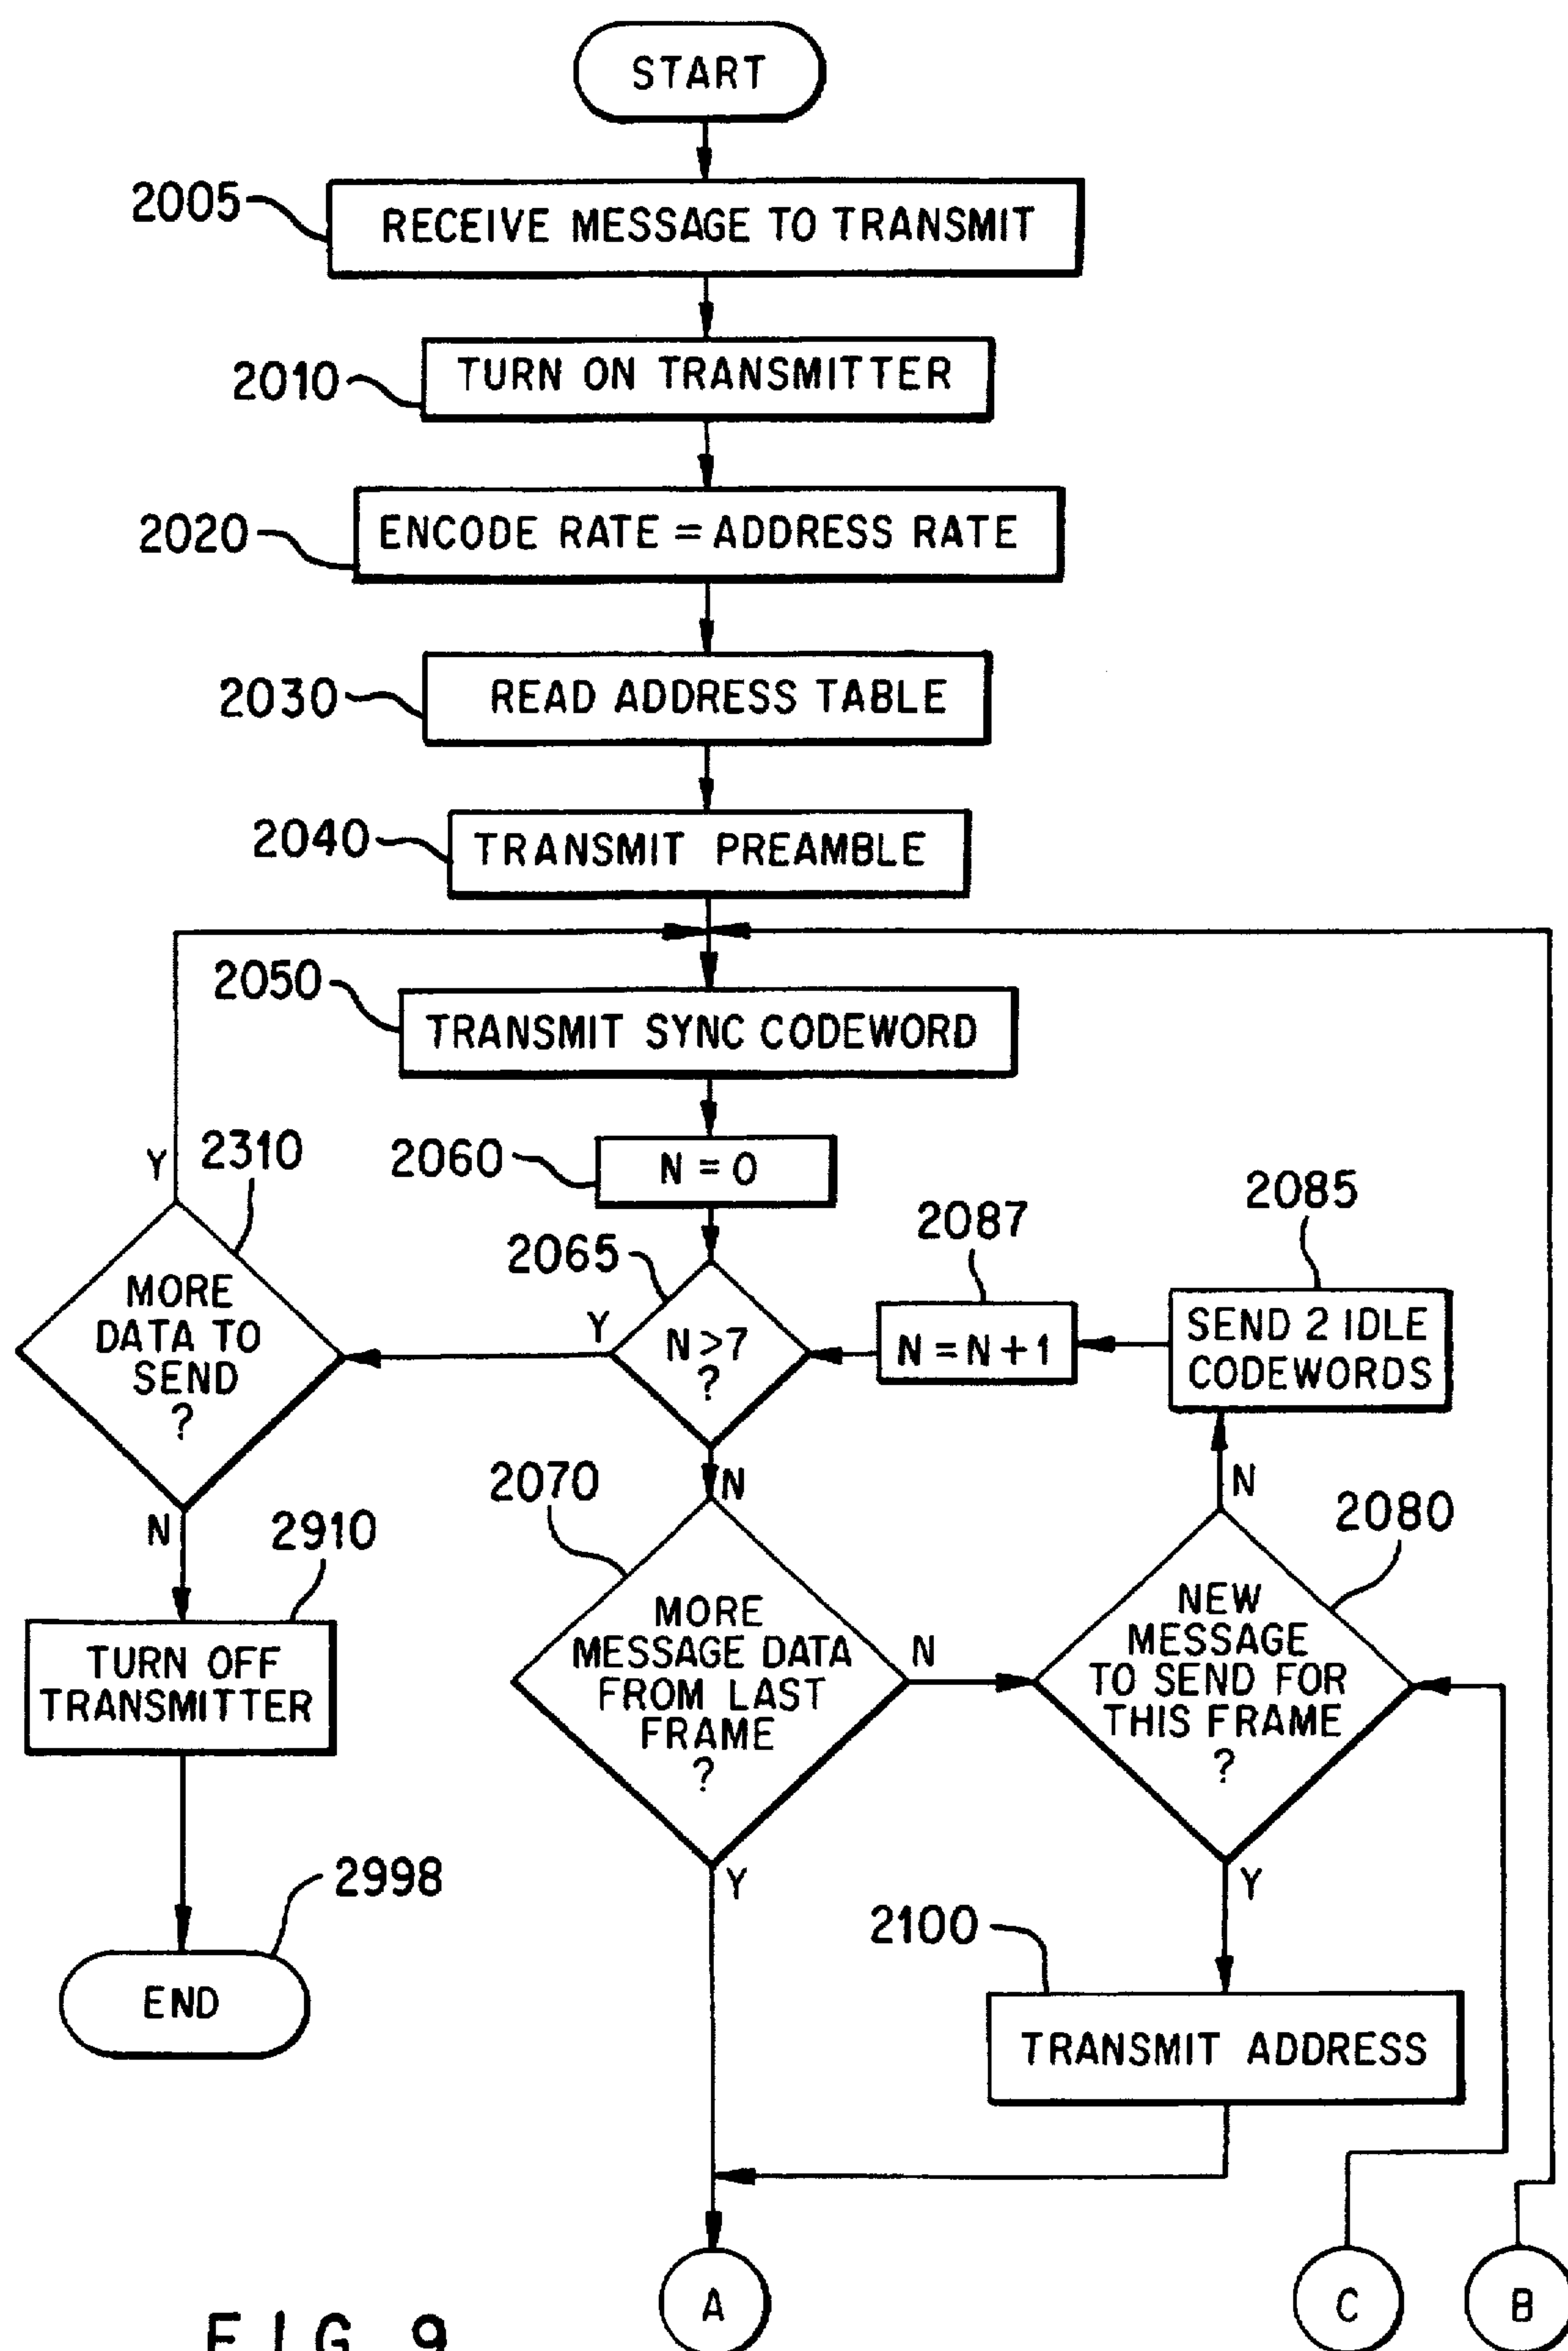 START
2005
RECEIVE MESSAGE TO TRANSMIT
2010
TURN ON TRANSMITTER
2020
ENCODE RATE = ADDRESS RATE
2030
READ ADDRESS TABLE
2040
TRANSMIT PREAMBLE
2050
TRANSMIT SYNC CODEWORD
2060
N = 0
Y
2310
MORE
DATA TO
SEND
?
2065
Y
N>7
?
N
2087
N = N + 1
2085
SEND 2 IDLE
CODEWORDS
N
2910
TURN OFF
TRANSMITTER
2998
END
2070
MORE
MESSAGE DATA
FROM LAST
FRAME
?
N
Y
N
2080
NEW
MESSAGE
TO SEND FOR
THIS FRAME
?
Y
2100
TRANSMIT ADDRESS
A
C
B
FIG 9